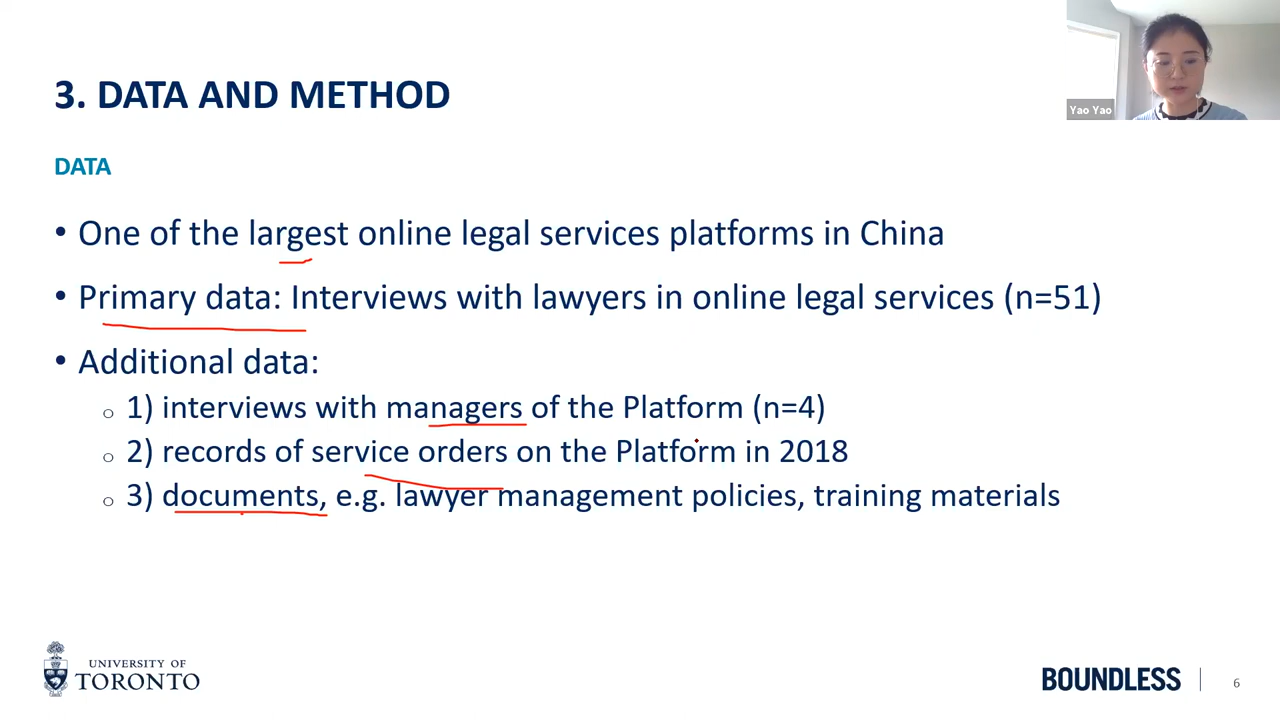 3. DATA AND METHOD
Yao Yao
DATA
• One of the largest online legal services platforms in China
• Primary data: Interviews with lawyers in online legal services (n=51)
• Additional data:
○ 1) interviews with managers of the Platform (n=4)
○ 2) records of service orders on the Platform in 2018
○ 3) documents, e.g. lawyer management policies, training materials
UNIVERSITY OF
TORONTO
BOUNDLESS
6